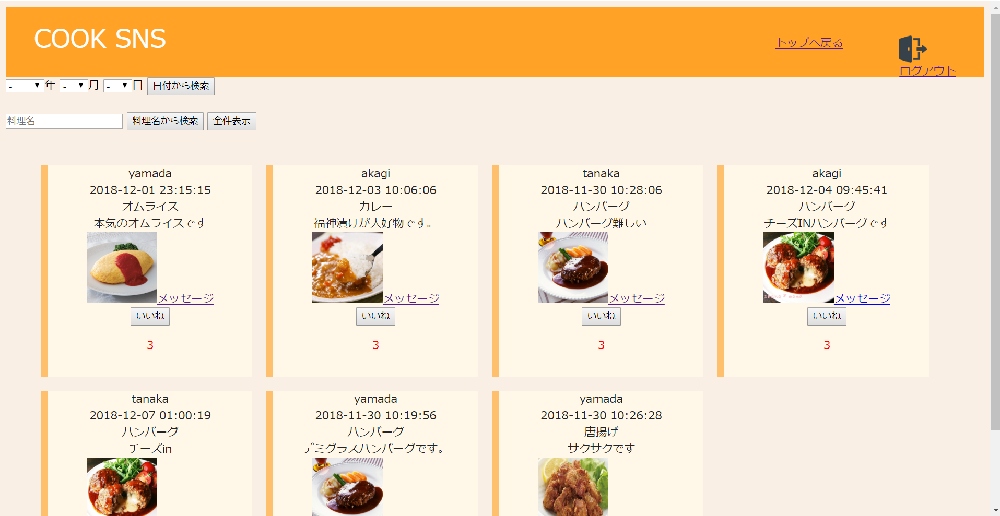 COOK SNS
トップへ戻る
ログアウト
- 年 - 月 - 日 日付から検索
料理名 料理名から検索 全件表示
yamada
2018-12-01 23:15:15
オムライス
本気のオムライスです
メッセージ
いいね
3
akagi
2018-12-03 10:06:06
カレー
福神漬けが大好物です。
メッセージ
いいね
3
tanaka
2018-11-30 10:28:06
ハンバーグ
ハンバーグ難しい
メッセージ
いいね
3
akagi
2018-12-04 09:45:41
ハンバーグ
チーズINハンバーグです
メッセージ
いいね
3
tanaka
2018-12-07 01:00:19
ハンバーグ
チーズin
yamada
2018-11-30 10:19:56
ハンバーグ
デミグラスハンバーグです。
yamada
2018-11-30 10:26:28
唐揚げ
サクサクです